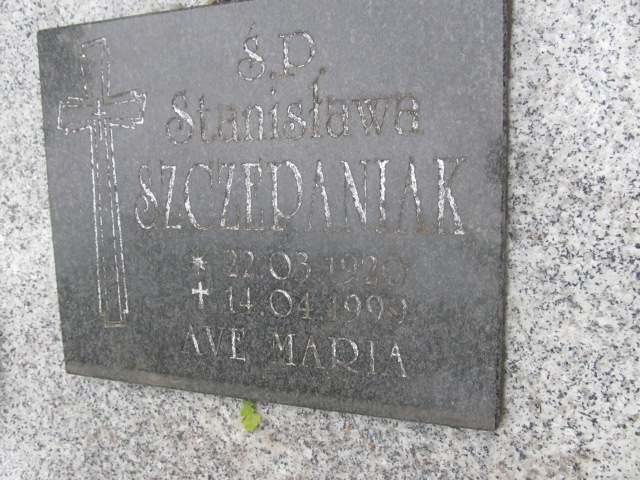 Ś.P.
Stanisława
SZCZEPANIAK
* 22.03.1920
✝ 14.04.1999
AVE MARIA